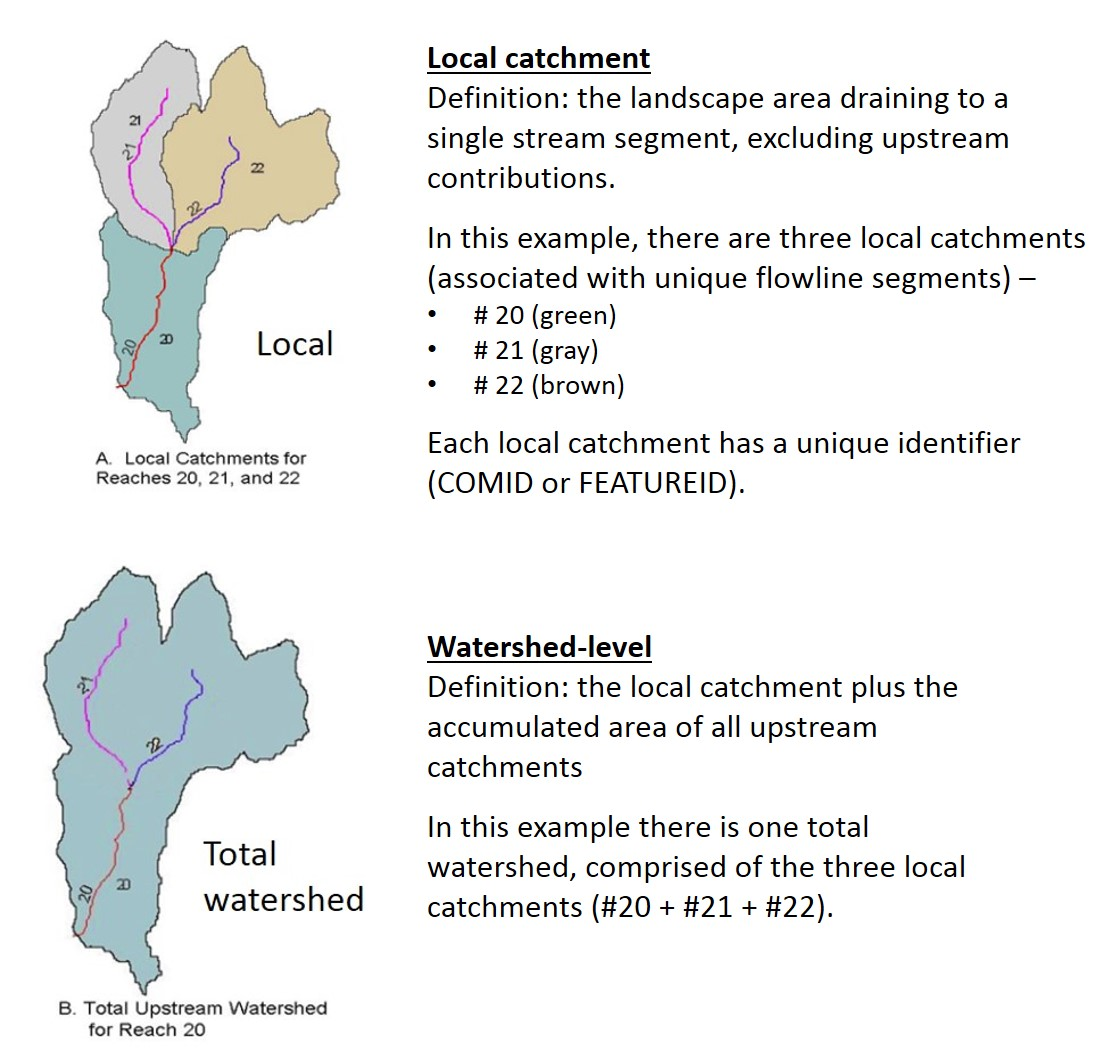 Local catchment
Definition: the landscape area draining to a
single stream segment, excluding upstream
contributions.
In this example, there are three local catchments
(associated with unique flowline segments) –
• # 20 (green)
• # 21 (gray)
• # 22 (brown)
Each local catchment has a unique identifier
(COMID or FEATUREID).
21
21
22
22
20
20
Local
A. Local Catchments for
Reaches 20, 21, and 22
Watershed-level
Definition: the local catchment plus the
accumulated area of all upstream
catchments
In this example there is one total
watershed, comprised of the three local
catchments (#20 + #21 + #22).
21
22
20
20
Total
watershed
B. Total Upstream Watershed
for Reach 20